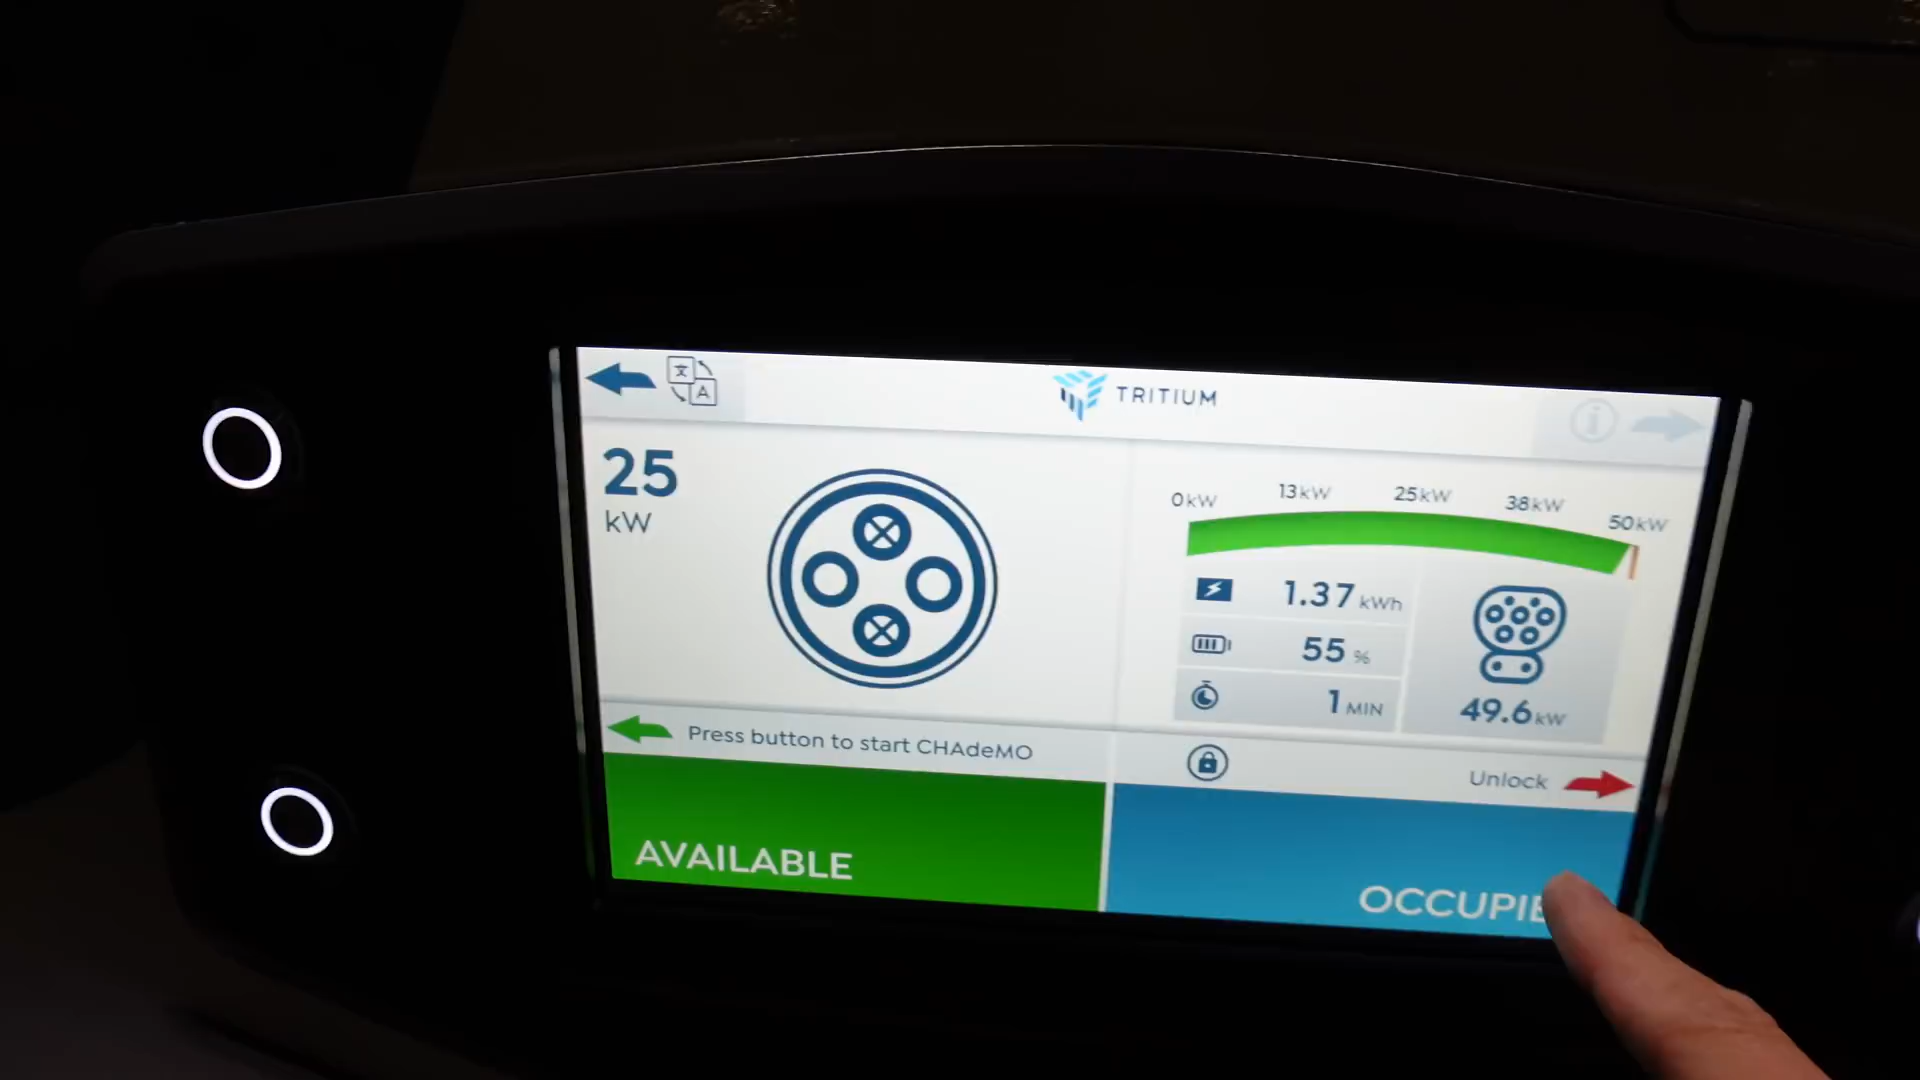 文 A
TRITIUM
i
25
kW
0kW 13kW 25kW 38kW 50kW
1.37 kWh
55 %
1 MIN
49.6 kW
Press button to start CHAdeMO
Unlock
AVAILABLE
OCCUPIE